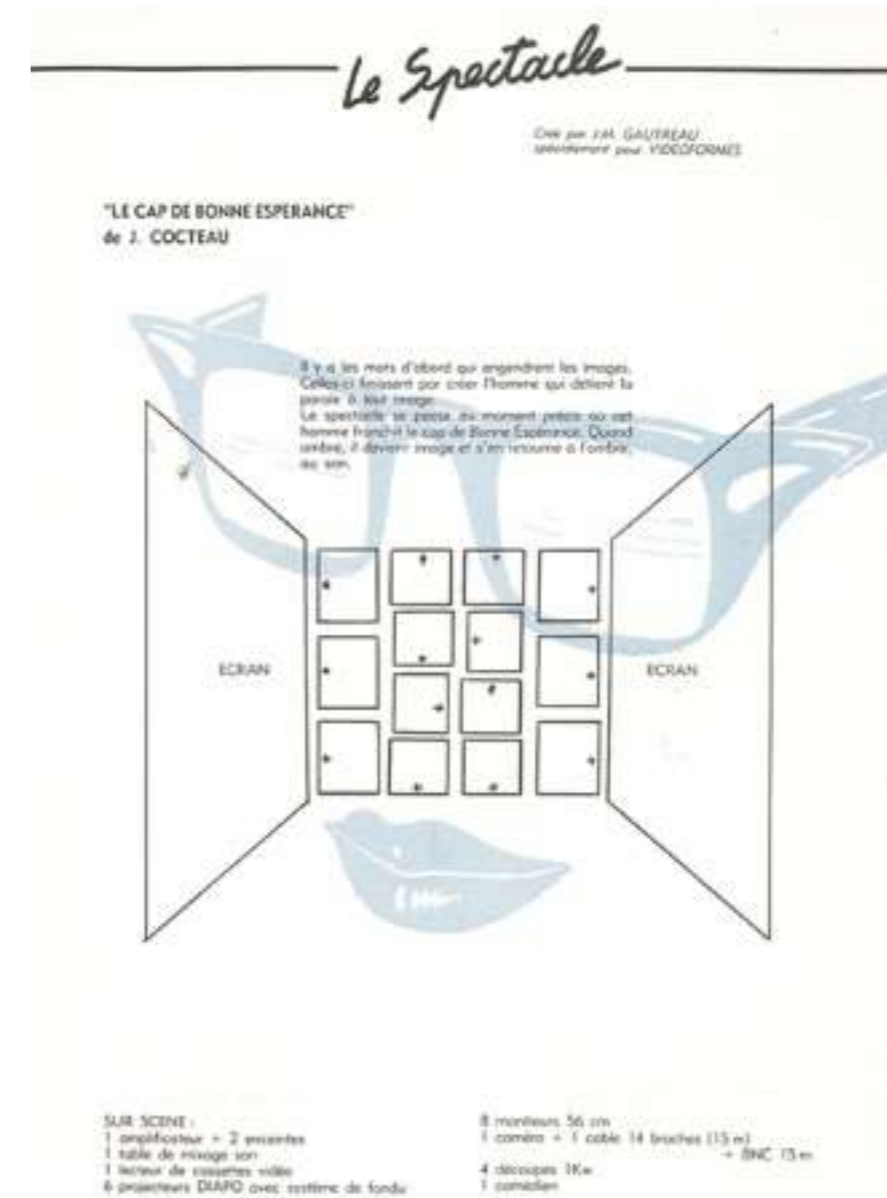 Le Spectacle
Créé par J.M. GAUTREAU
spécialement pour VIDEOFORMES
"LE CAP DE BONNE ESPERANCE"
de J. COCTEAU
Il y a les mots d'abord qui engendrent les images.
Celles-ci finissent par créer l'homme qui détient la
parole à tout image.
Le spectacle se passe au moment précis où cet
homme franchit le cap de Bonne Espérance. Quand
ombre, il devient image et s'en retourne à l'ombre,
au son.
ECRAN
ECRAN
SUR SCENE :
1 amplificateur + 2 enceintes
1 table de mixage son
1 lecteur de cassettes vidéo
6 projecteurs DIAPO avec système de fondu
8 moniteurs 56 cm
1 caméra + 1 cable 14 broches (15 m)
+ BNC 15 m
4 découpes 1Kw
1 comédien